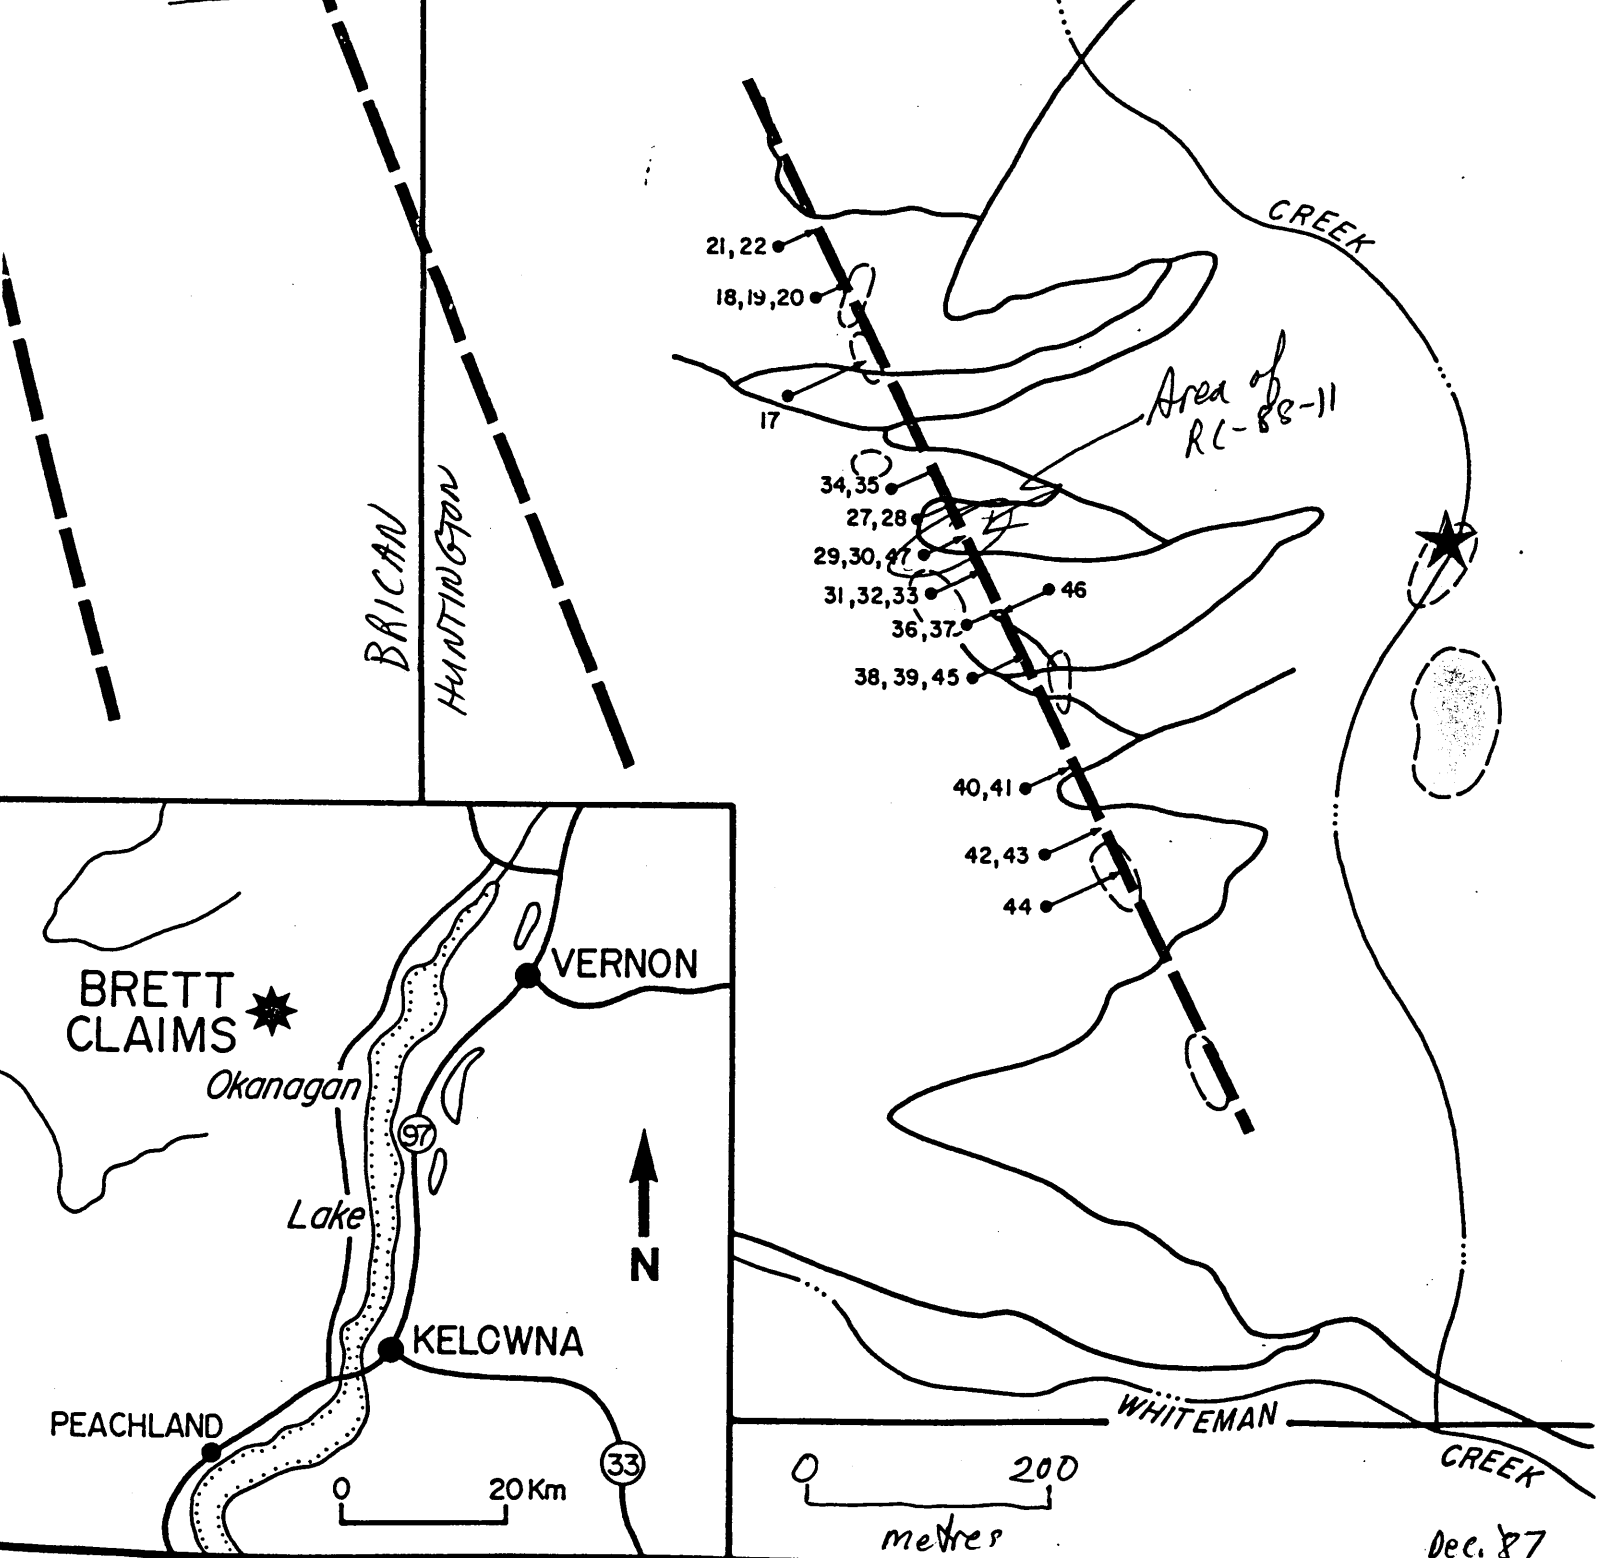 CREEK
21, 22
18, 19, 20
17
Area of
RC-88-11
34, 35
27, 28
29, 30, 47
31, 32, 33
46
36, 37
38, 39, 45
40, 41
42, 43
44
BRICAN
HUNTINGTON
VERNON
BRETT
CLAIMS
Okanagan
97
Lake
N
KELOWNA
PEACHLAND
33
0 20 Km
WHITEMAN
CREEK
0 200
metres
Dec. '87